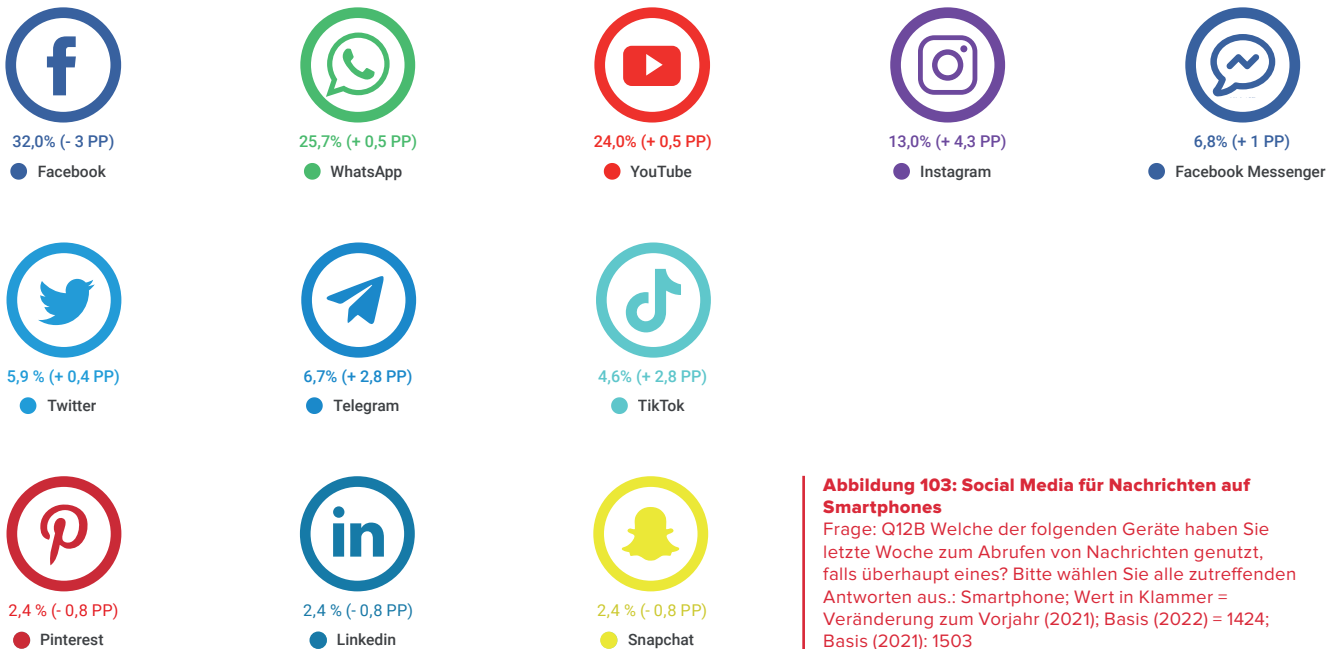 32,0% (- 3 PP)
Facebook
25,7% (+ 0,5 PP)
WhatsApp
24,0% (+ 0,5 PP)
YouTube
13,0% (+ 4,3 PP)
Instagram
6,8% (+ 1 PP)
Facebook Messenger
5,9 % (+ 0,4 PP)
Twitter
6,7% (+ 2,8 PP)
Telegram
4,6% (+ 2,8 PP)
TikTok
in
2,4 % (- 0,8 PP)
Pinterest
2,4 % (- 0,8 PP)
Linkedin
2,4 % (- 0,8 PP)
Snapchat
Abbildung 103: Social Media für Nachrichten auf
Smartphones
Frage: Q12B Welche der folgenden Geräte haben Sie
letzte Woche zum Abrufen von Nachrichten genutzt,
falls überhaupt eines? Bitte wählen Sie alle zutreffenden
Antworten aus.: Smartphone; Wert in Klammer =
Veränderung zum Vorjahr (2021); Basis (2022) = 1424;
Basis (2021): 1503